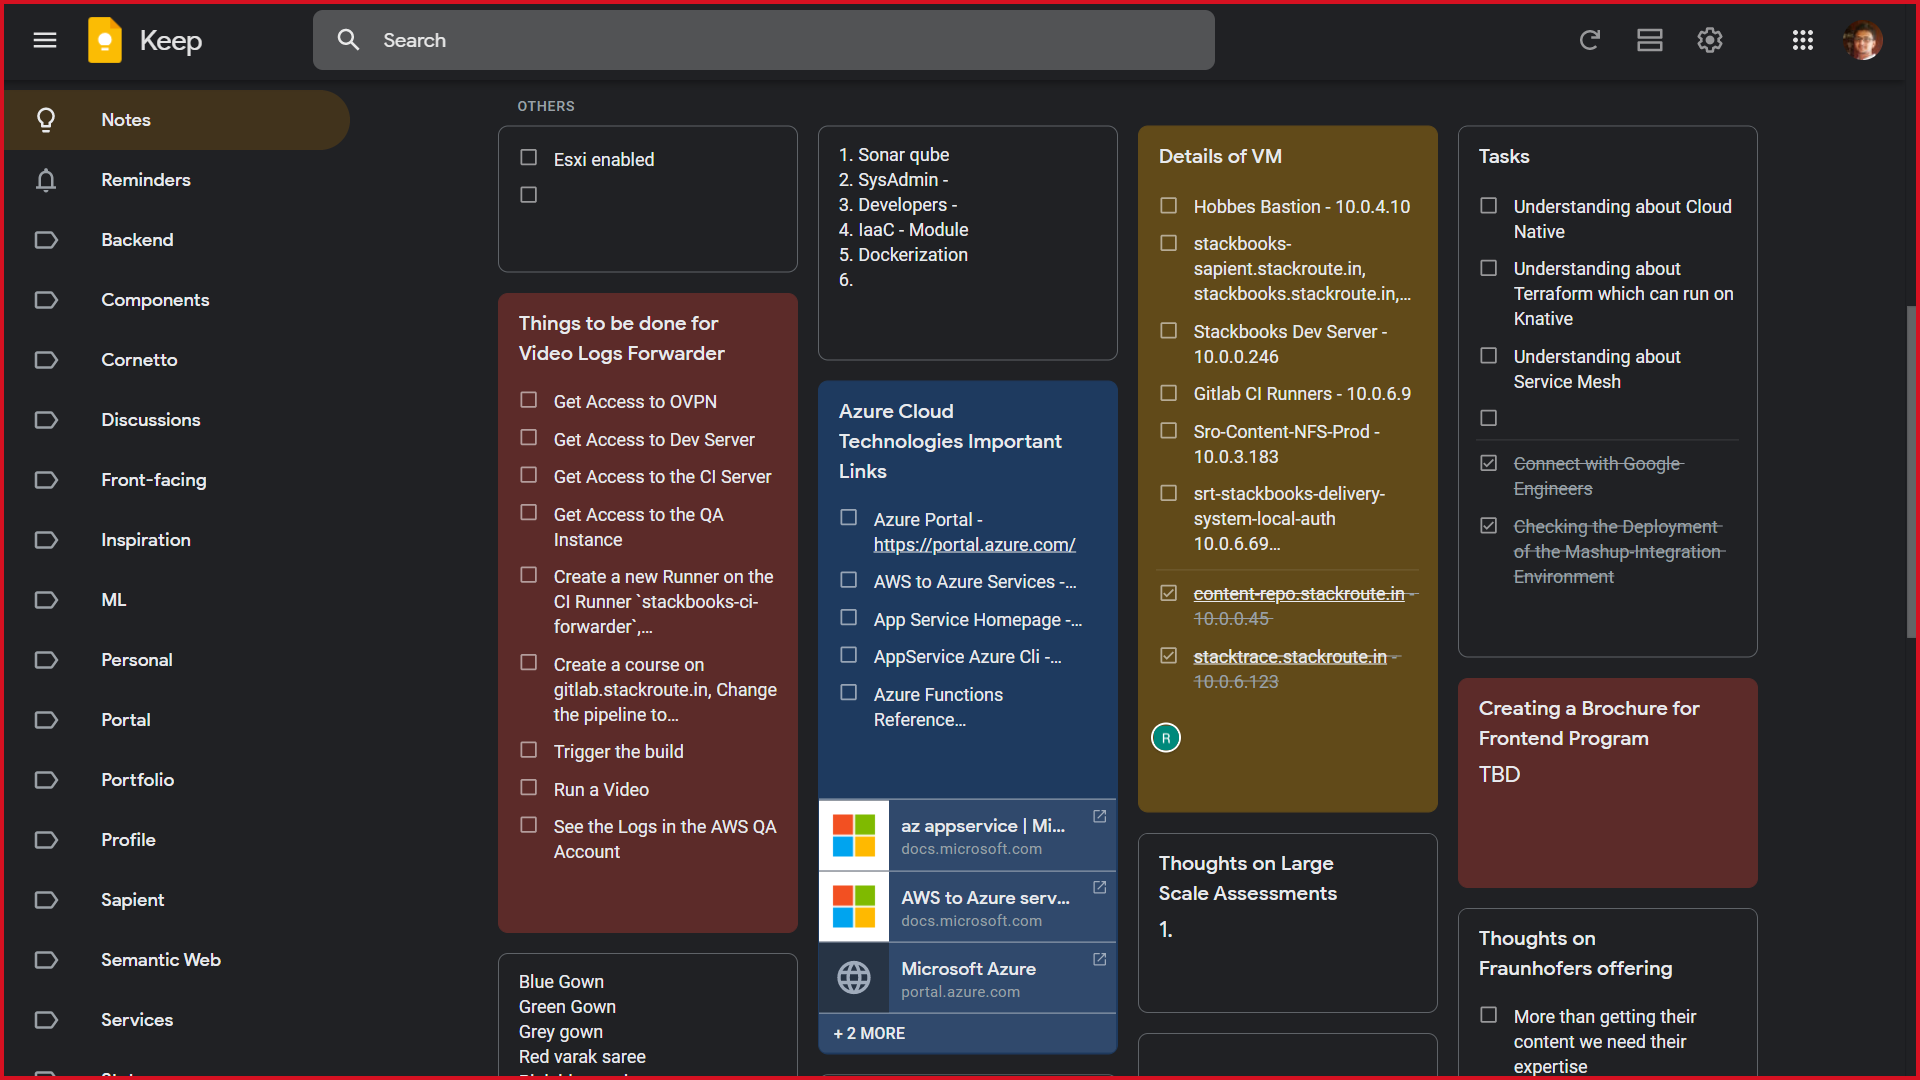 Keep
Search
Notes
Reminders
Backend
Components
Cornetto
Discussions
Front-facing
Inspiration
ML
Personal
Portal
Portfolio
Profile
Sapient
Semantic Web
Services
OTHERS
Esxi enabled
Things to be done for
Video Logs Forwarder
Get Access to OVPN
Get Access to Dev Server
Get Access to the CI Server
Get Access to the QA
Instance
Create a new Runner on the
CI Runner `stackbooks-ci-
forwarder`,...
Create a course on
gitlab.stackroute.in, Change
the pipeline to...
Trigger the build
Run a Video
See the Logs in the AWS QA
Account
Blue Gown
Green Gown
Grey gown
Red varak saree
1. Sonar qube
2. SysAdmin -
3. Developers -
4. IaaC - Module
5. Dockerization
6.
Azure Cloud
Technologies Important
Links
Azure Portal -
https://portal.azure.com/
AWS to Azure Services -...
App Service Homepage -...
AppService Azure Cli -...
Azure Functions
Reference...
az appservice | Mi...
docs.microsoft.com
AWS to Azure serv...
docs.microsoft.com
Microsoft Azure
portal.azure.com
+ 2 MORE
Details of VM
Hobbes Bastion - 10.0.4.10
stackbooks-
sapient.stackroute.in,
stackbooks.stackroute.in,...
Stackbooks Dev Server -
10.0.0.246
Gitlab CI Runners - 10.0.6.9
Sro-Content-NFS-Prod -
10.0.3.183
srt-stackbooks-delivery-
system-local-auth
10.0.6.69...
content-repo.stackroute.in -
10.0.0.45
stacktrace.stackroute.in -
10.0.6.123
R
Thoughts on Large
Scale Assessments
1.
Tasks
Understanding about Cloud
Native
Understanding about
Terraform which can run on
Knative
Understanding about
Service Mesh
Connect with Google
Engineers
Checking the Deployment
of the Mashup-Integration
Environment
Creating a Brochure for
Frontend Program
TBD
Thoughts on
Fraunhofers offering
More than getting their
content we need their
expertise